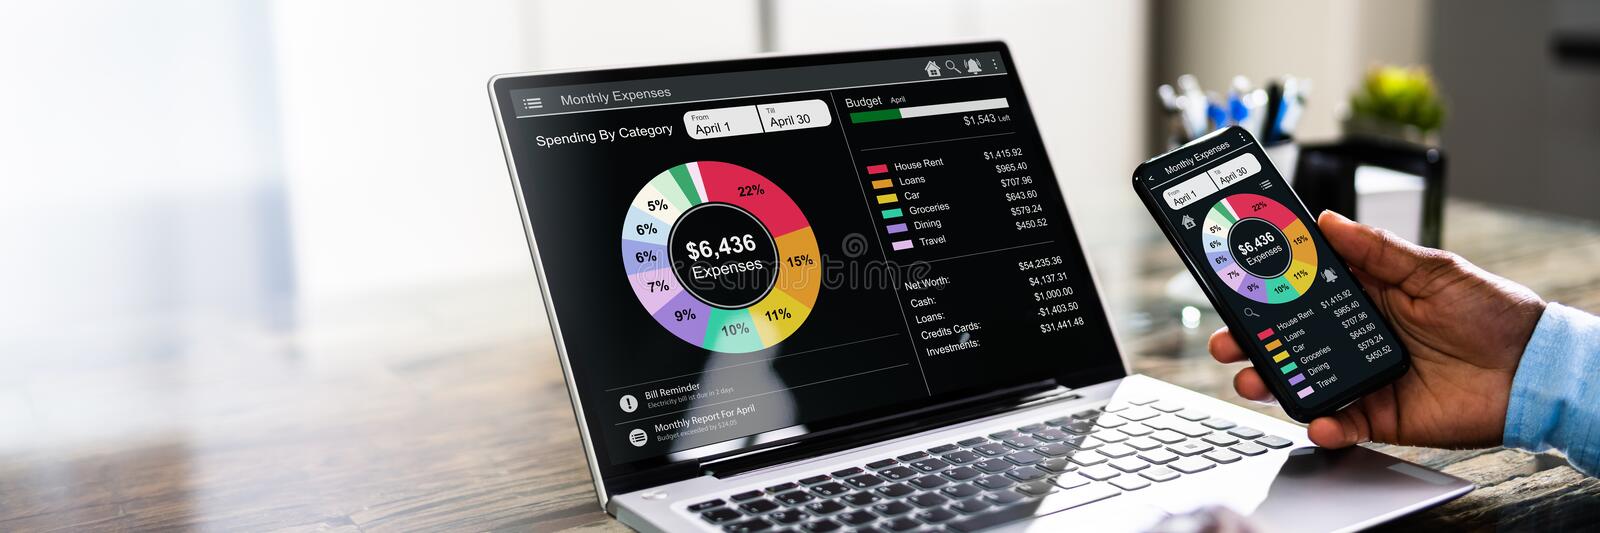 Monthly Expenses
Spending By Category
From
April 1
Till
April 30
22%
15%
11%
10%
9%
7%
6%
6%
5%
$6,436
Expenses
Bill Reminder
Electricity bill ist due in 2 days
Monthly Report For April
Budget exceeded by $24.05
Budget April
$1,543 Left
House Rent $1,415.92
Loans $965.40
Car $707.96
Groceries $643.60
Dining $579.24
Travel $450.52
Net Worth: $54,235.36
Cash: $4,137.31
Loans: $1,000.00
Credits Cards: -$1,403.50
Investments: $31,441.48
dreamstime
Monthly Expenses
From
April 1
Till
April 30
22%
15%
11%
10%
9%
7%
6%
6%
5%
$6,436
Expenses
House Rent $1,415.92
Loans $965.40
Car $707.96
Groceries $643.60
Dining $579.24
Travel $450.52